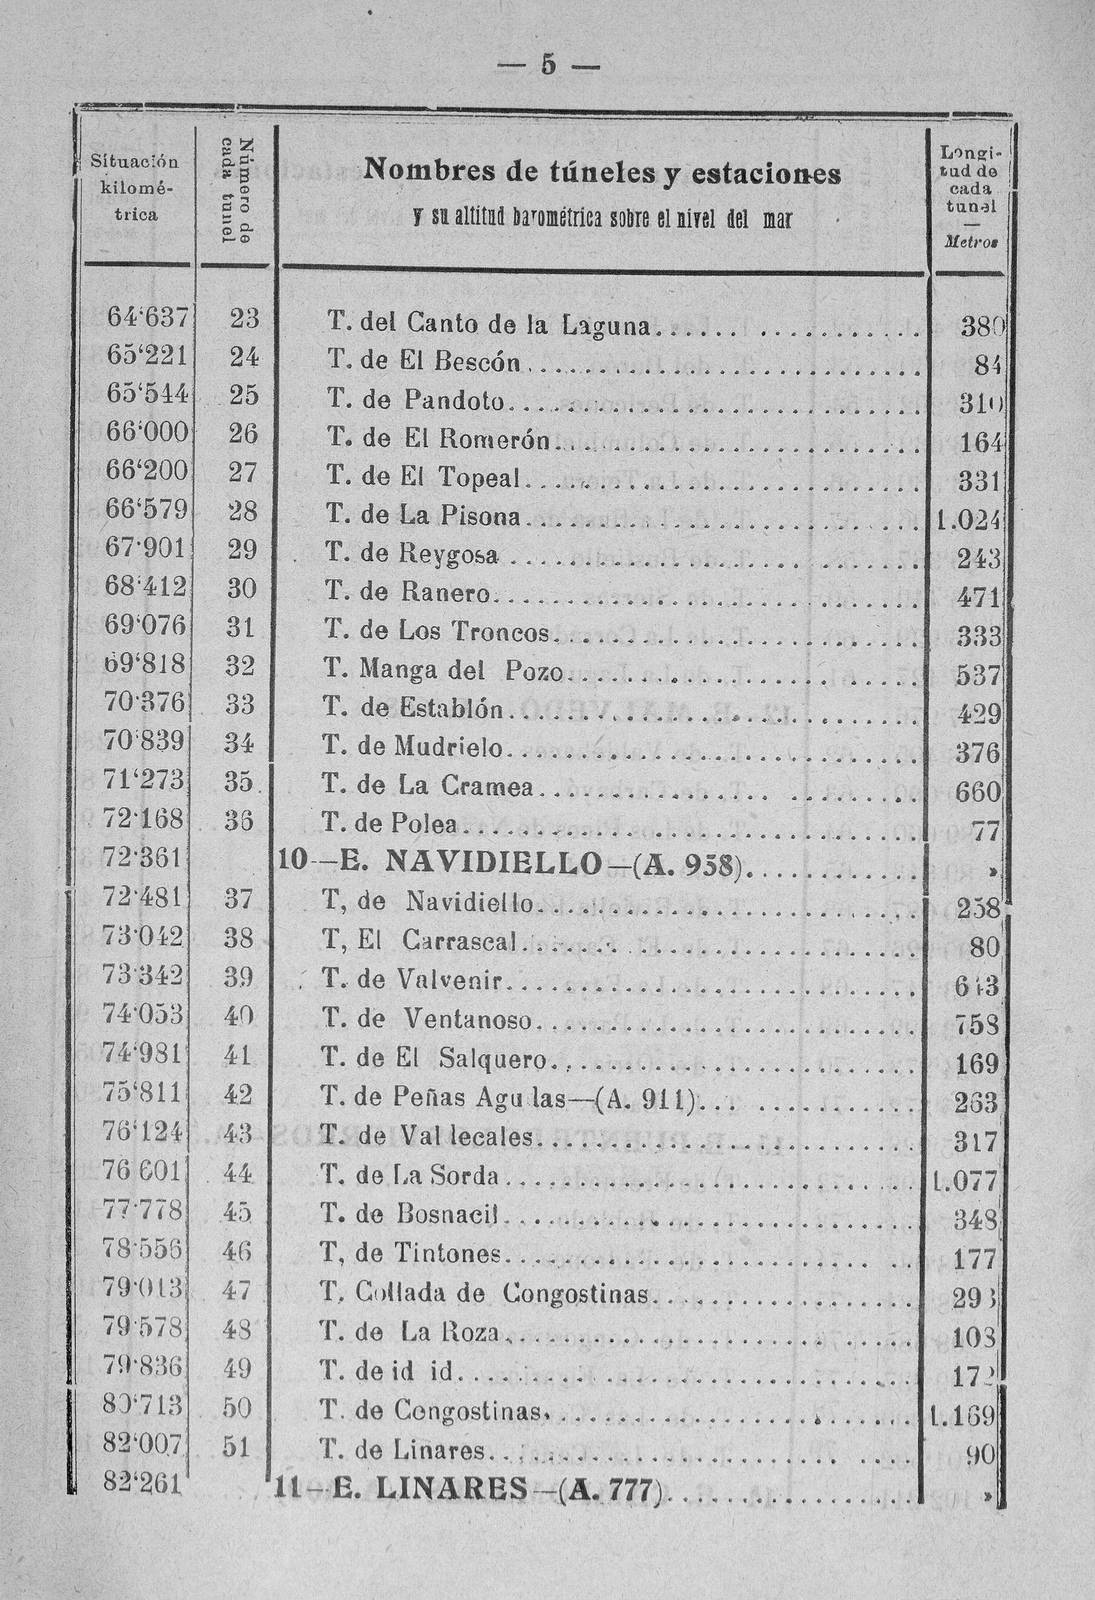 — 5 —
Situación kilomé- trica
Número de cada tunel
Nombres de túneles y estaciones
y su altitud barométrica sobre el nivel del mar
Longi- tud de cada tunel — Metros
64'637 23 T. del Canto de la Laguna 380
65'221 24 T. de El Bescón 84
65'544 25 T. de Pandoto 310
66'000 26 T. de El Romerón 164
66'200 27 T. de El Topeal 331
66'579 28 T. de La Pisona 1.024
67'901 29 T. de Reygosa 243
68'412 30 T. de Ranero 471
69'076 31 T. de Los Troncos 333
69'818 32 T. Manga del Pozo 537
70'376 33 T. de Establón 429
70'839 34 T. de Mudrielo 376
71'273 35 T. de La Cramea 660
72'168 36 T. de Polea 77
72'361 10—E. NAVIDIELLO—(A. 958) »
72'481 37 T, de Navidiello 258
73'042 38 T, El Carrascal 80
73'342 39 T. de Valvenir 643
74'053 40 T. de Ventanoso 758
74'981 41 T. de El Salquero 169
75'811 42 T. de Peñas Agu las—(A. 911) 263
76'124 43 T. de Vallecales 317
76 601 44 T. de La Sorda 1.077
77'778 45 T. de Bosnacil 348
78'556 46 T, de Tintones 177
79'013 47 T. Collada de Congostinas 293
79'578 48 T. de La Roza 103
79'836 49 T. de id id 172
80'713 50 T. de Congostinas 1.169
82'007 51 T. de Linares 90
82'261 11—E. LINARES—(A. 777) »